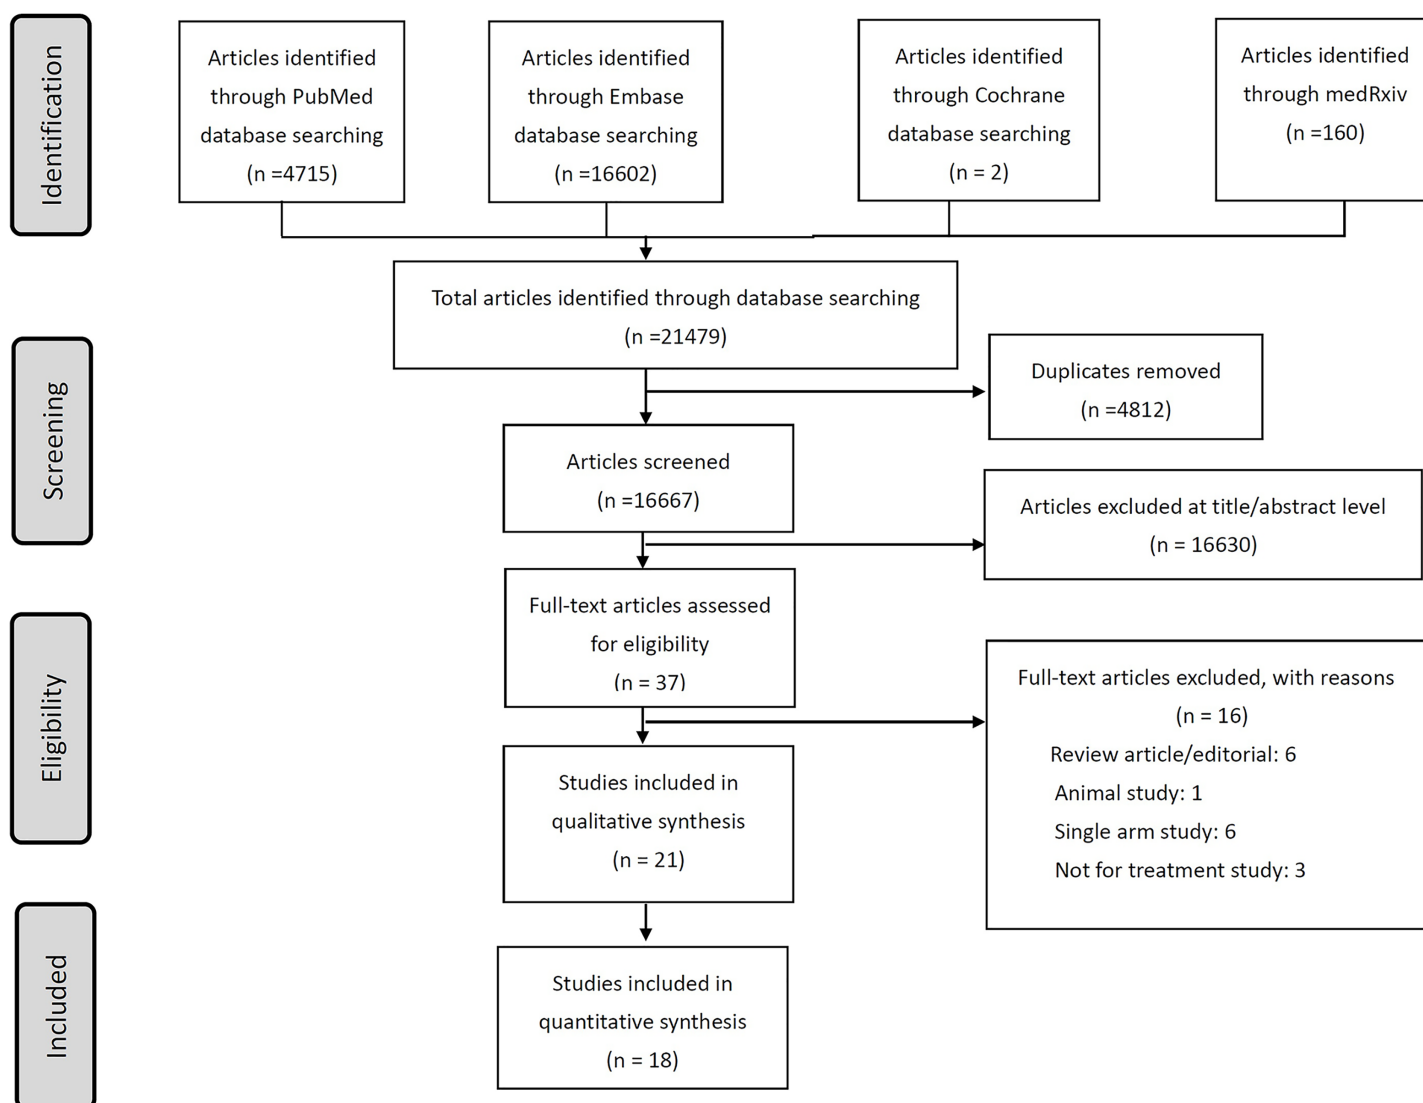 Identification
Articles identified
through PubMed
database searching
(n =4715)
Articles identified
through Embase
database searching
(n =16602)
Articles identified
through Cochrane
database searching
(n = 2)
Articles identified
through medRxiv
(n =160)
Total articles identified through database searching
(n =21479)
Screening
Duplicates removed
(n =4812)
Articles screened
(n =16667)
Articles excluded at title/abstract level
(n = 16630)
Eligibility
Full-text articles assessed
for eligibility
(n = 37)
Full-text articles excluded, with reasons
(n = 16)
Review article/editorial: 6
Animal study: 1
Single arm study: 6
Not for treatment study: 3
Studies included in
qualitative synthesis
(n = 21)
Included
Studies included in
quantitative synthesis
(n = 18)